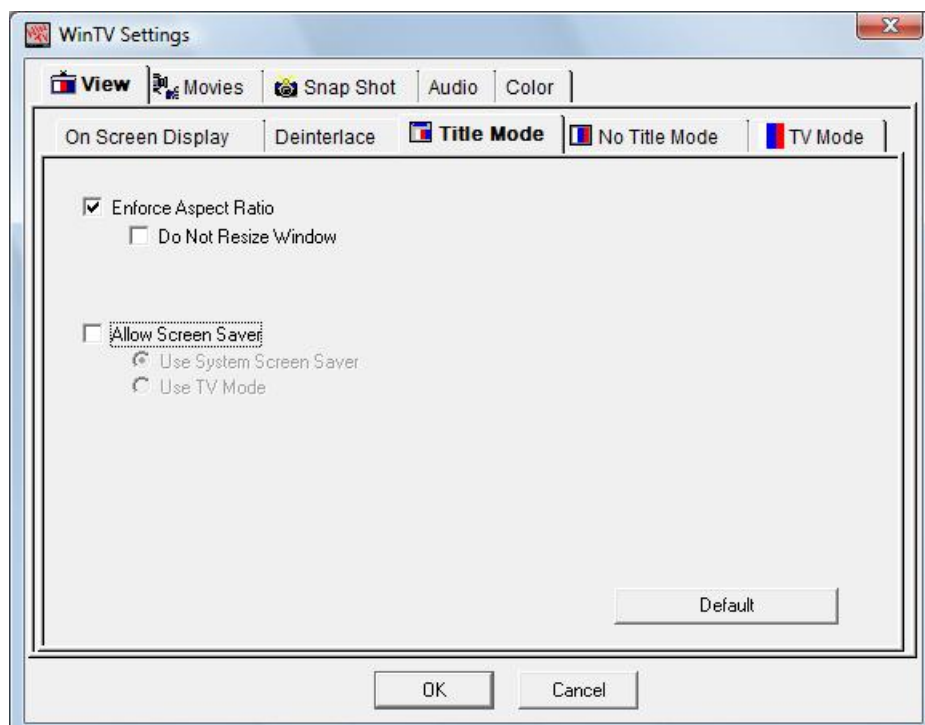 WinTV Settings
View Movies Snap Shot Audio Color
On Screen Display Deinterlace Title Mode No Title Mode TV Mode
Enforce Aspect Ratio
Do Not Resize Window
Allow Screen Saver
Use System Screen Saver
Use TV Mode
Default
OK Cancel